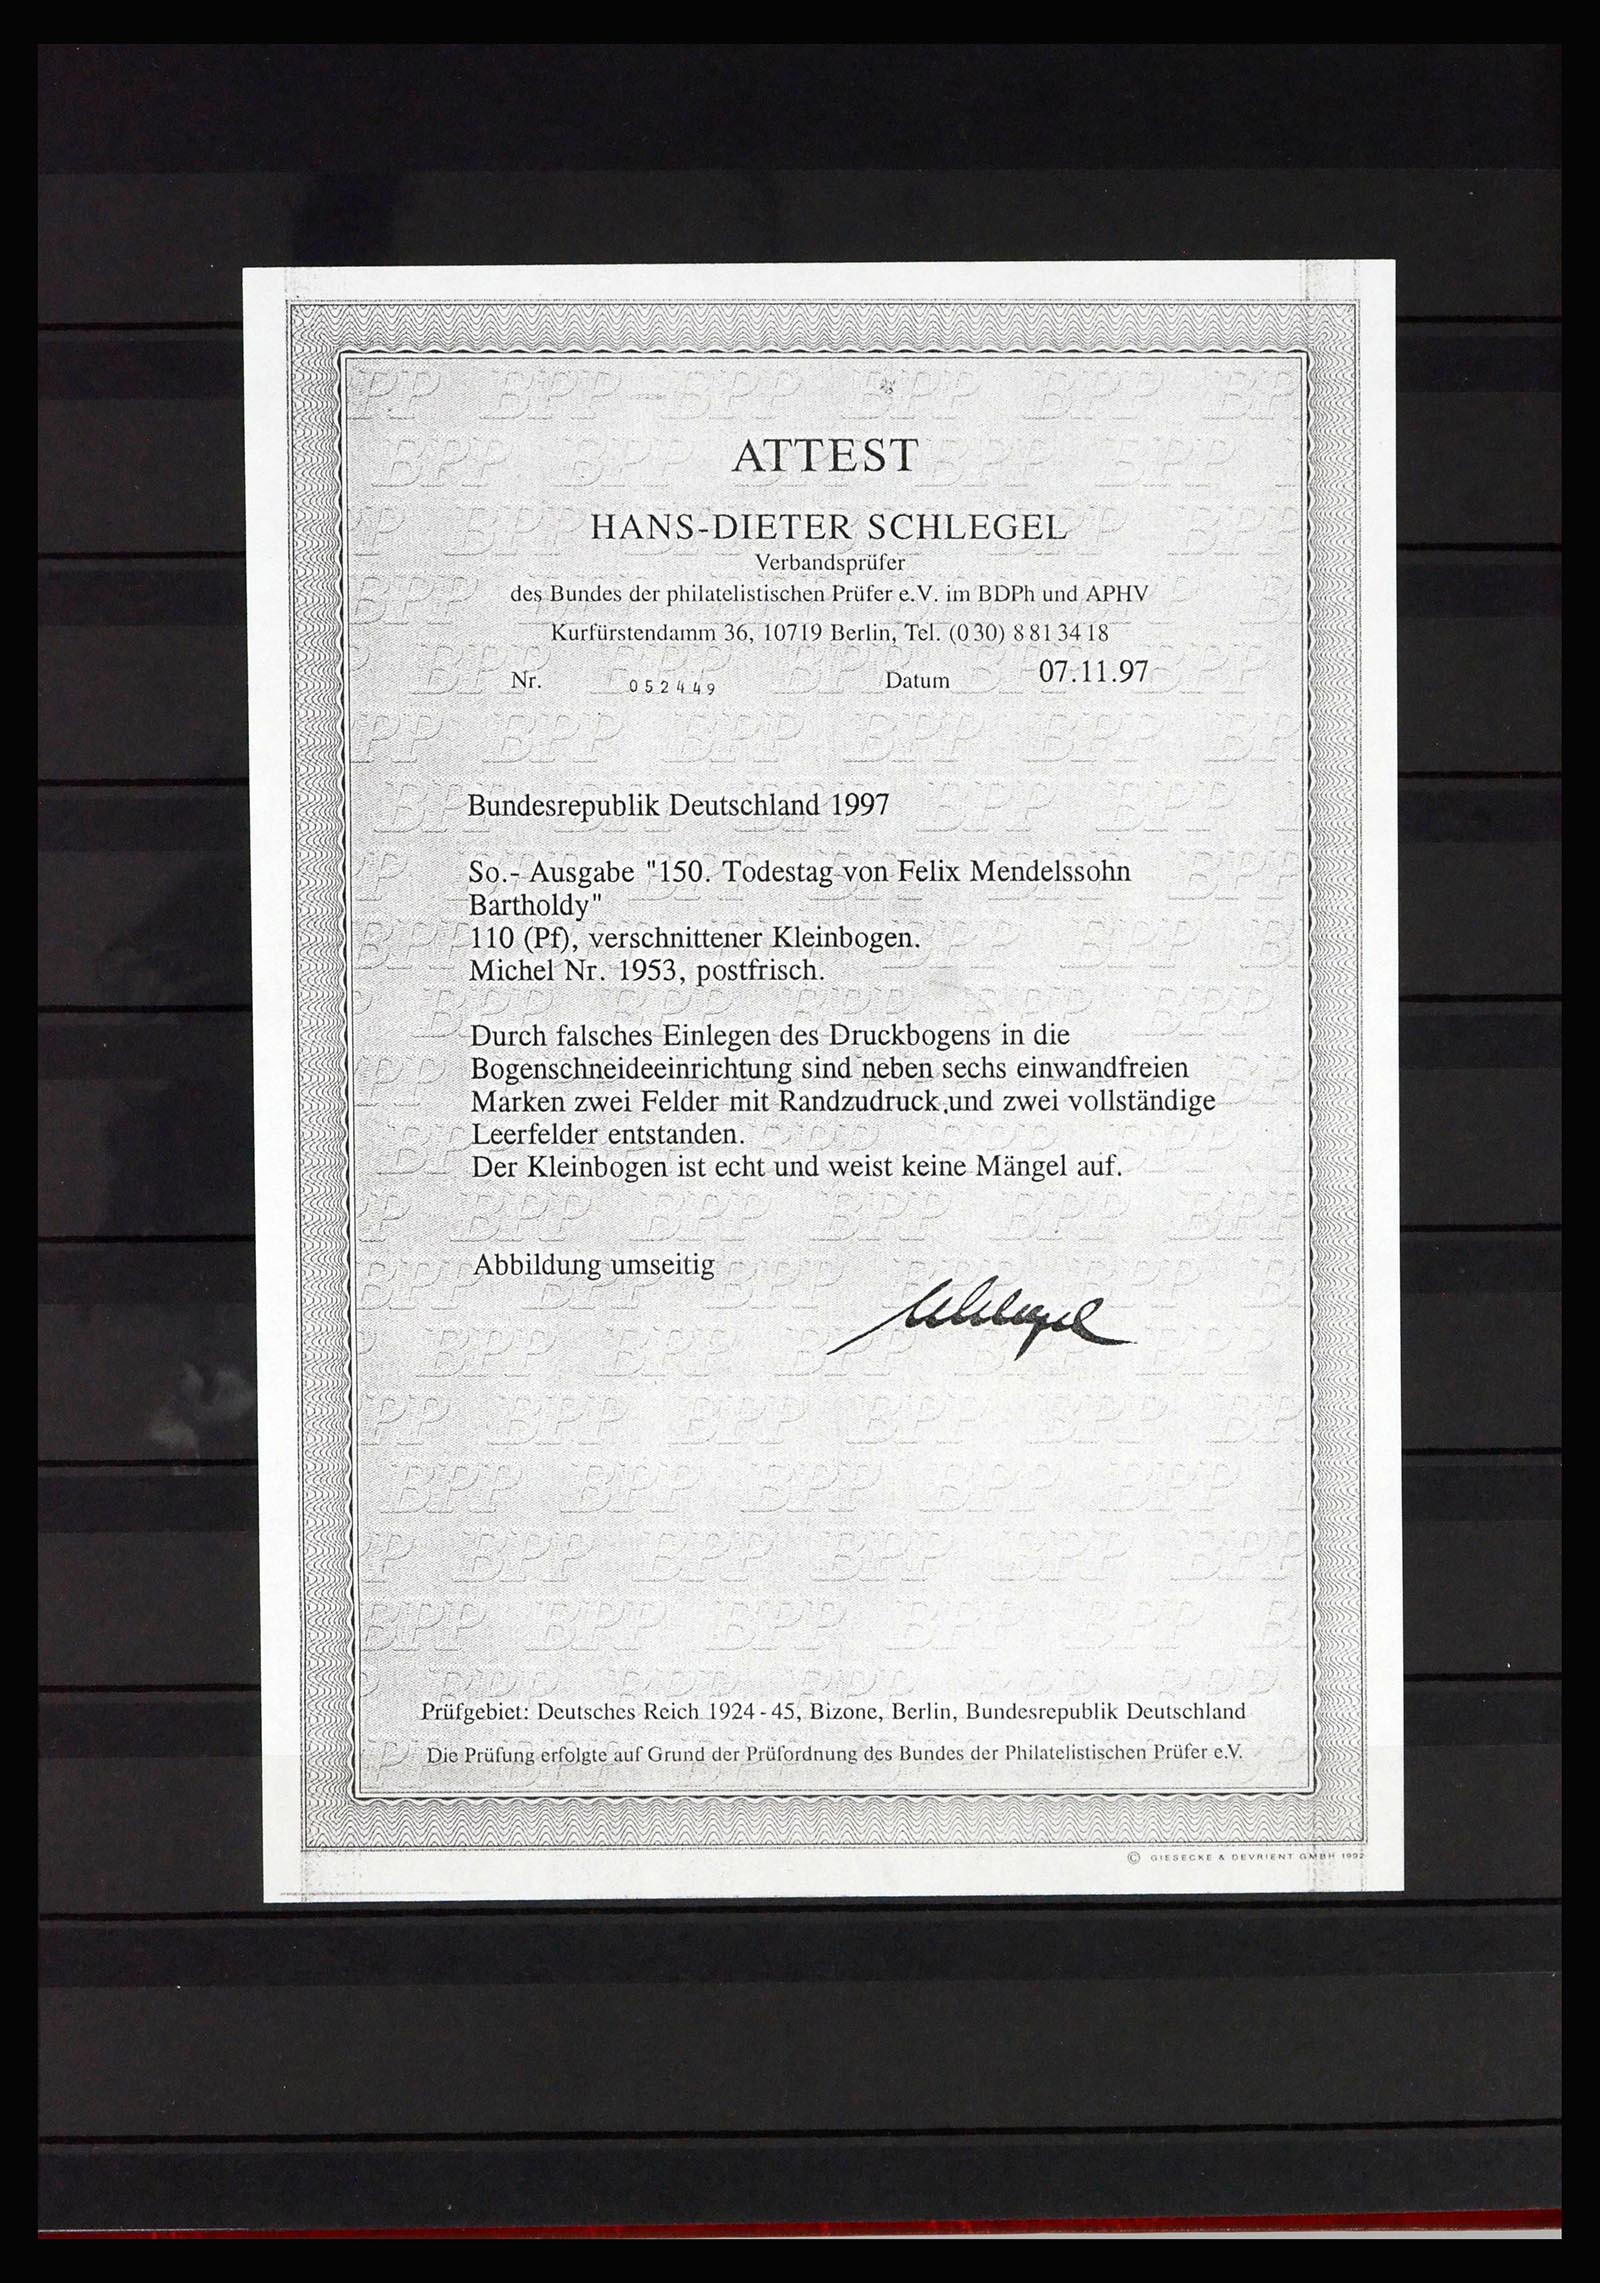 ATTEST
HANS-DIETER SCHLEGEL
Verbandsprüfer
des Bundes der philatelistischen Prüfer e.V. im BDPh und APHV
Kurfürstendamm 36, 10719 Berlin, Tel. (0 30) 8 81 34 18
Nr. 052449 Datum 07.11.97
Bundesrepublik Deutschland 1997
So.- Ausgabe "150. Todestag von Felix Mendelssohn
Bartholdy"
110 (Pf), verschnittener Kleinbogen.
Michel Nr. 1953, postfrisch.
Durch falsches Einlegen des Druckbogens in die
Bogenschneideeinrichtung sind neben sechs einwandfreien
Marken zwei Felder mit Randzudruck und zwei vollständige
Leerfelder entstanden.
Der Kleinbogen ist echt und weist keine Mängel auf.
Abbildung umseitig
Schlegel
Prüfgebiet: Deutsches Reich 1924 - 45, Bizone, Berlin, Bundesrepublik Deutschland
Die Prüfung erfolgte auf Grund der Prüfordnung des Bundes der Philatelistischen Prüfer e.V.
© GIESECKE & DEVRIENT GMBH 1992